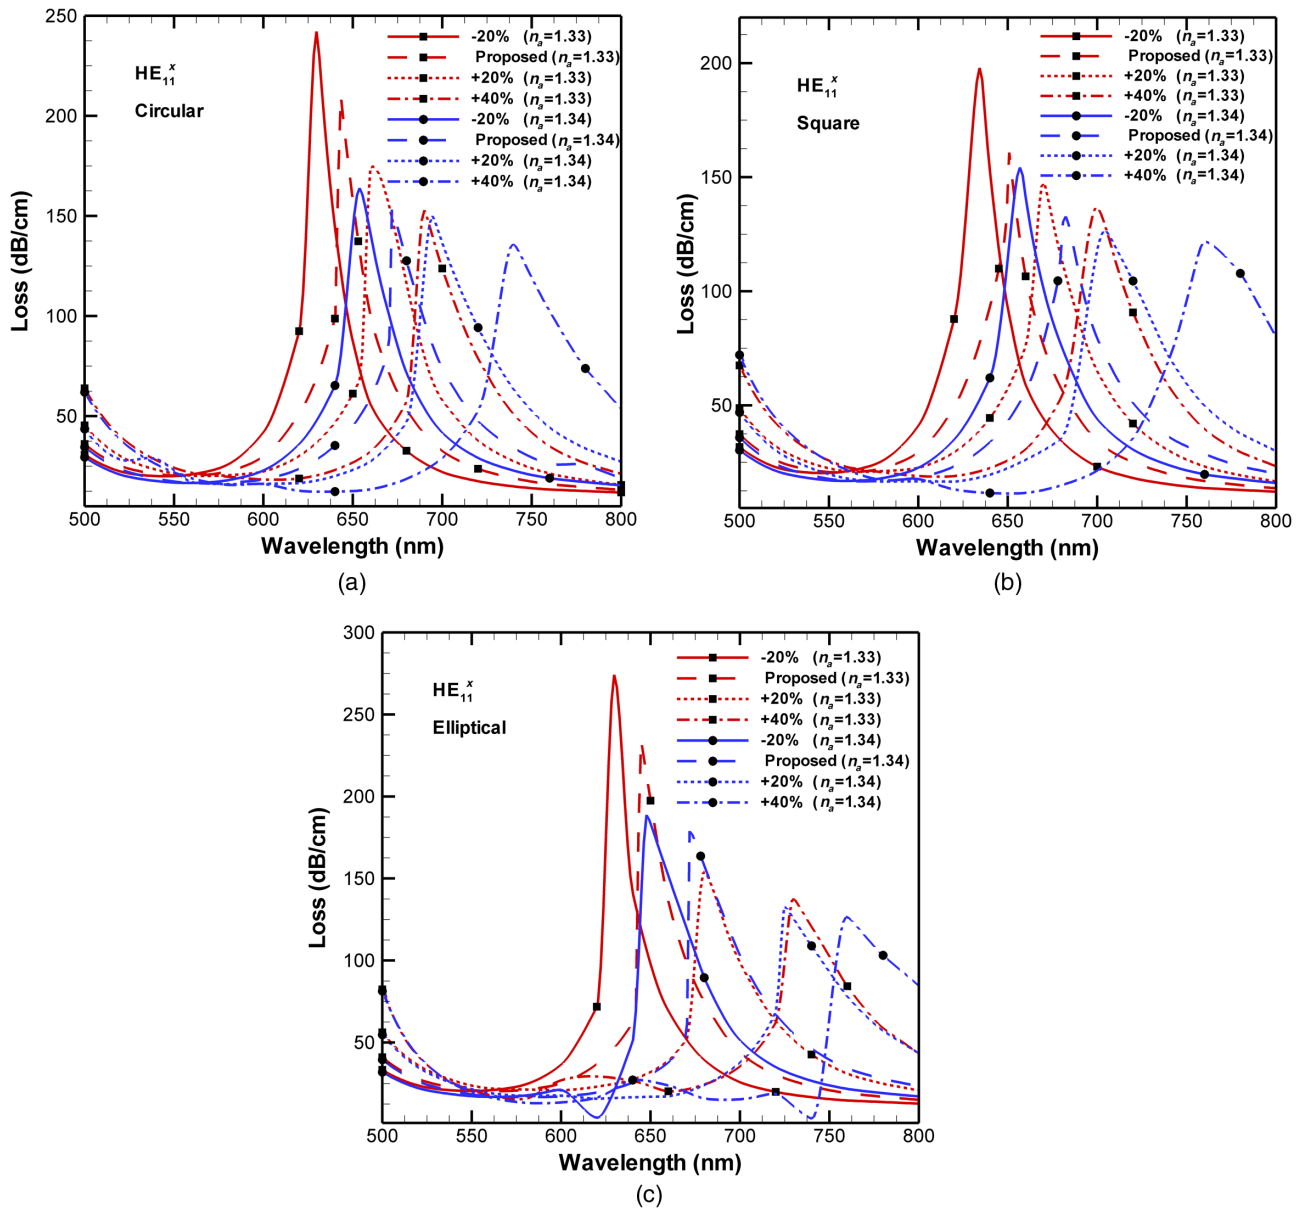 250
200
150
100
50
500
550
600
650
700
750
800
Loss (dB/cm)
Wavelength (nm)
HE11x
Circular
-20% (na=1.33)
Proposed (na=1.33)
+20% (na=1.33)
+40% (na=1.33)
-20% (na=1.34)
Proposed (na=1.34)
+20% (na=1.34)
+40% (na=1.34)
(a)
200
150
100
50
500
550
600
650
700
750
800
Loss (dB/cm)
Wavelength (nm)
HE11x
Square
-20% (na=1.33)
Proposed (na=1.33)
+20% (na=1.33)
+40% (na=1.33)
-20% (na=1.34)
Proposed (na=1.34)
+20% (na=1.34)
+40% (na=1.34)
(b)
300
250
200
150
100
50
500
550
600
650
700
750
800
Loss (dB/cm)
Wavelength (nm)
HE11x
Elliptical
-20% (na=1.33)
Proposed (na=1.33)
+20% (na=1.33)
+40% (na=1.33)
-20% (na=1.34)
Proposed (na=1.34)
+20% (na=1.34)
+40% (na=1.34)
(c)